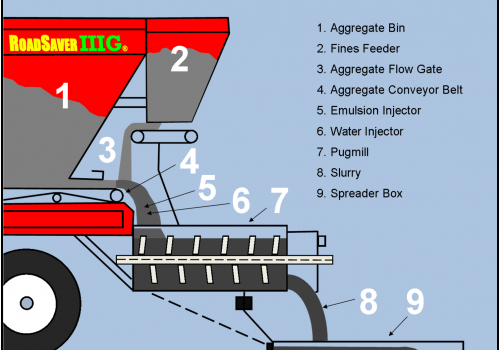 ROADSAVER IIIG®
1. Aggregate Bin
2. Fines Feeder
3. Aggregate Flow Gate
4. Aggregate Conveyor Belt
5. Emulsion Injector
6. Water Injector
7. Pugmill
8. Slurry
9. Spreader Box
1
2
3
4
5
6
7
8
9